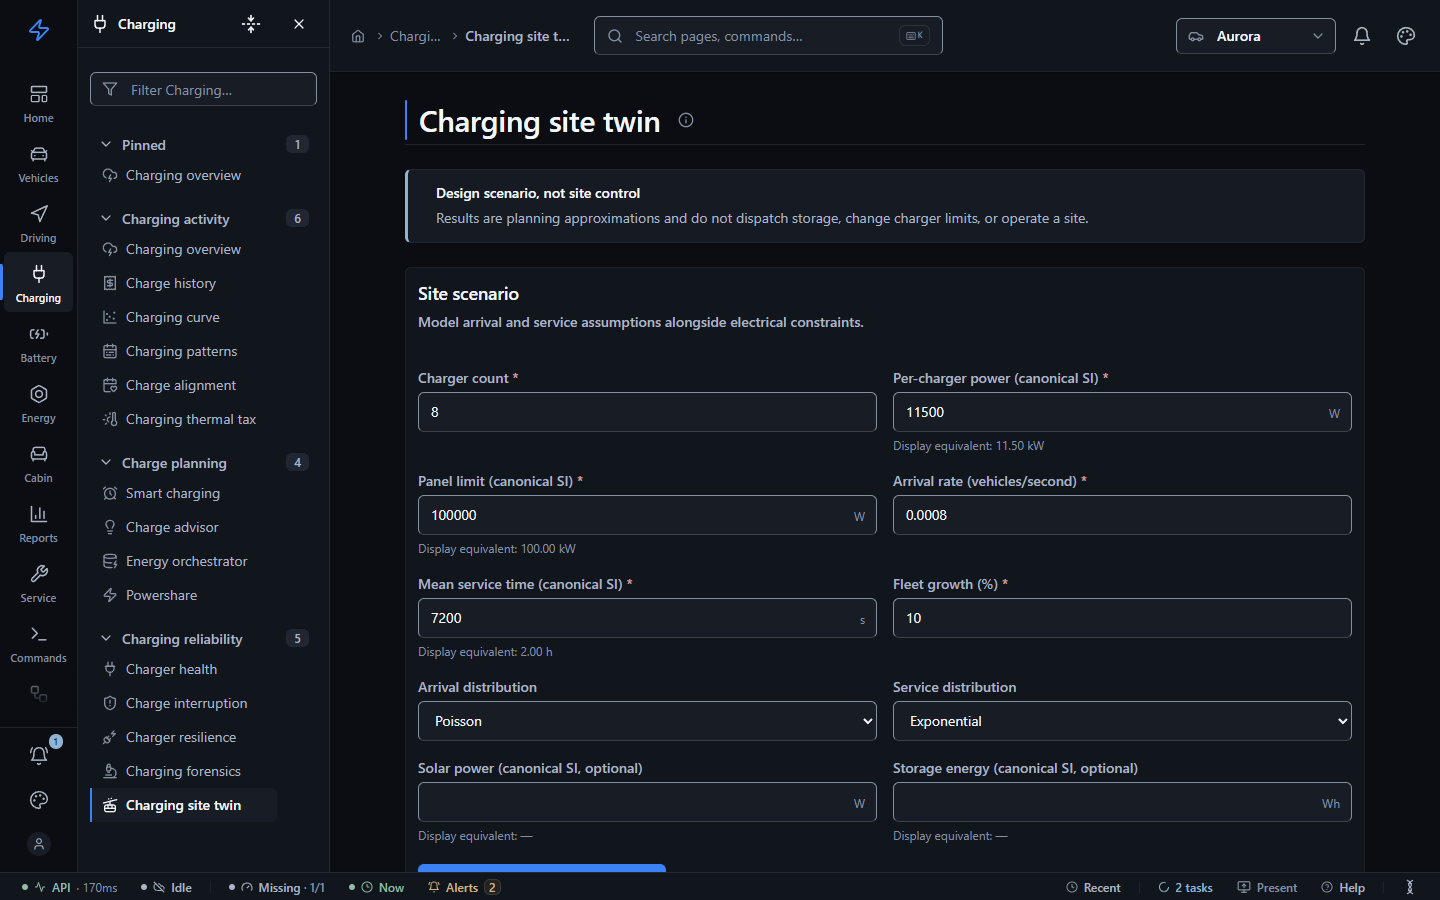 Charging
Chargi...
Charging site t...
Search pages, commands...
K
Aurora
Filter Charging...
Home
Vehicles
Driving
Charging
Battery
Energy
Cabin
Reports
Service
Commands
1
Pinned
1
Charging overview
Charging activity
6
Charging overview
Charge history
Charging curve
Charging patterns
Charge alignment
Charging thermal tax
Charge planning
4
Smart charging
Charge advisor
Energy orchestrator
Powershare
Charging reliability
5
Charger health
Charge interruption
Charger resilience
Charging forensics
Charging site twin
Charging site twin
Design scenario, not site control
Results are planning approximations and do not dispatch storage, change charger limits, or operate a site.
Site scenario
Model arrival and service assumptions alongside electrical constraints.
Charger count *
8
Per-charger power (canonical SI) *
11500
W
Display equivalent: 11.50 kW
Panel limit (canonical SI) *
100000
W
Display equivalent: 100.00 kW
Arrival rate (vehicles/second) *
0.0008
Mean service time (canonical SI) *
7200
s
Display equivalent: 2.00 h
Fleet growth (%) *
10
Arrival distribution
Poisson
Service distribution
Exponential
Solar power (canonical SI, optional)
W
Display equivalent: —
Storage energy (canonical SI, optional)
Wh
Display equivalent: —
API · 170ms
Idle
Missing · 1/1
Now
Alerts 2
Recent
2 tasks
Present
Help